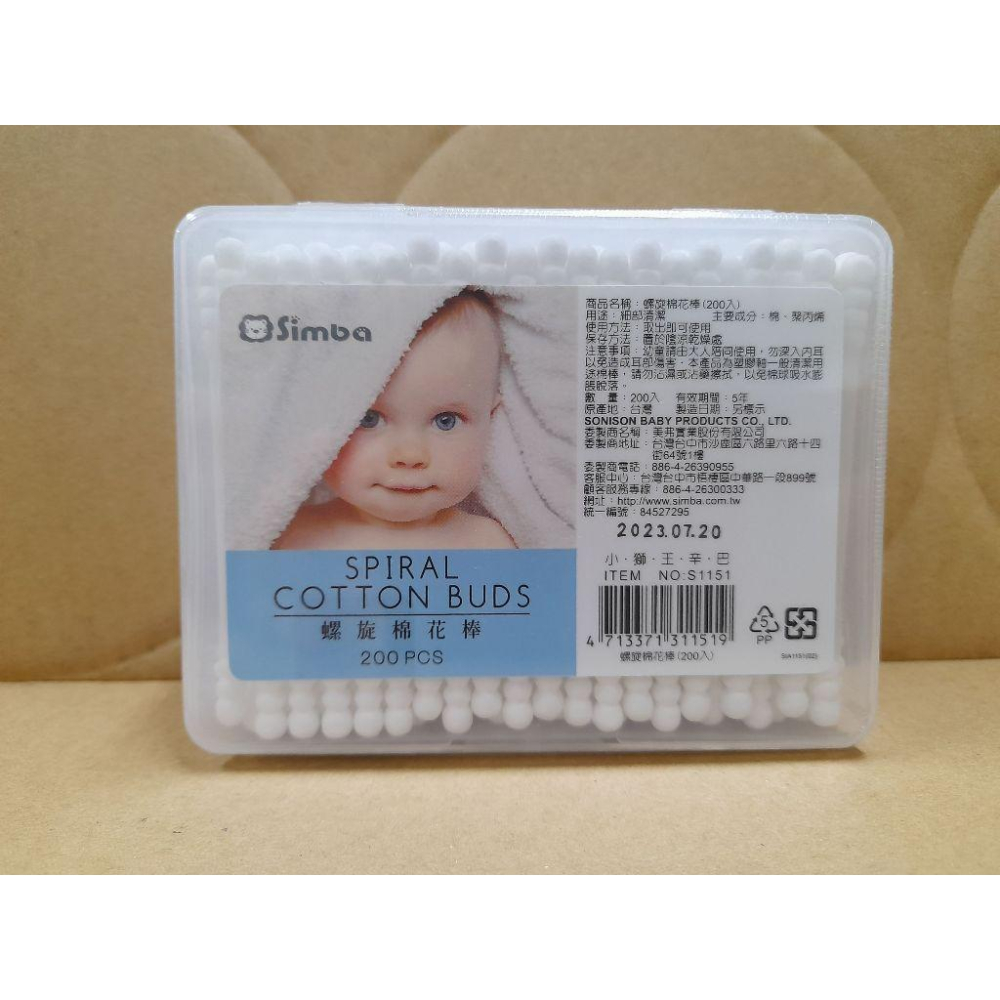 Simba
SPIRAL
COTTON BUDS
螺旋棉花棒
200 PCS
商品名稱：螺旋棉花棒(200入)
用途：細部清潔 主要成分：棉、聚丙烯
使用方法：取出即可使用
保存方法：置於陰涼乾燥處
注意事項：幼童請由大人陪同使用，勿深入內耳
以免造成耳部傷害。本產品為塑膠軸一般清潔用
途棉棒，請勿沾濕或沾藥擦拭，以免棉球吸水膨
脹脫落。
數 量：200入 有效期間：5年
原產地：台灣 製造日期：另標示
SONISON BABY PRODUCTS CO., LTD.
委製商名稱：美弗實業股份有限公司
委製商地址：台灣台中市沙鹿區六路里六路十四
街64號1樓
委製商電話：886-4-26390955
客服中心：台灣台中市梧棲區中華路一段899號
顧客服務專線：886-4-26300333
網址：http://www.simba.com.tw
統一編號：84527295
2023.07.20
小·獅·王·辛·巴
ITEM NO:S1151
4 713371 311519
螺旋棉花棒(200入)
5
PP